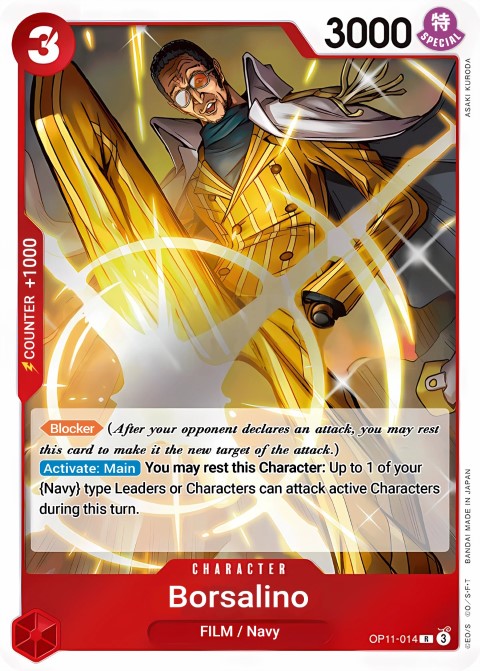 3
3000
特
SPECIAL
ASAKI KURODA
COUNTER +1000
Blocker (After your opponent declares an attack, you may rest
this card to make it the new target of the attack.)
Activate: Main You may rest this Character: Up to 1 of your
{Navy} type Leaders or Characters can attack active Characters
during this turn.
©E.O/S ©O/S·F·T BANDAI MADE IN JAPAN
CHARACTER
Borsalino
FILM / Navy
OP11-014 R 3